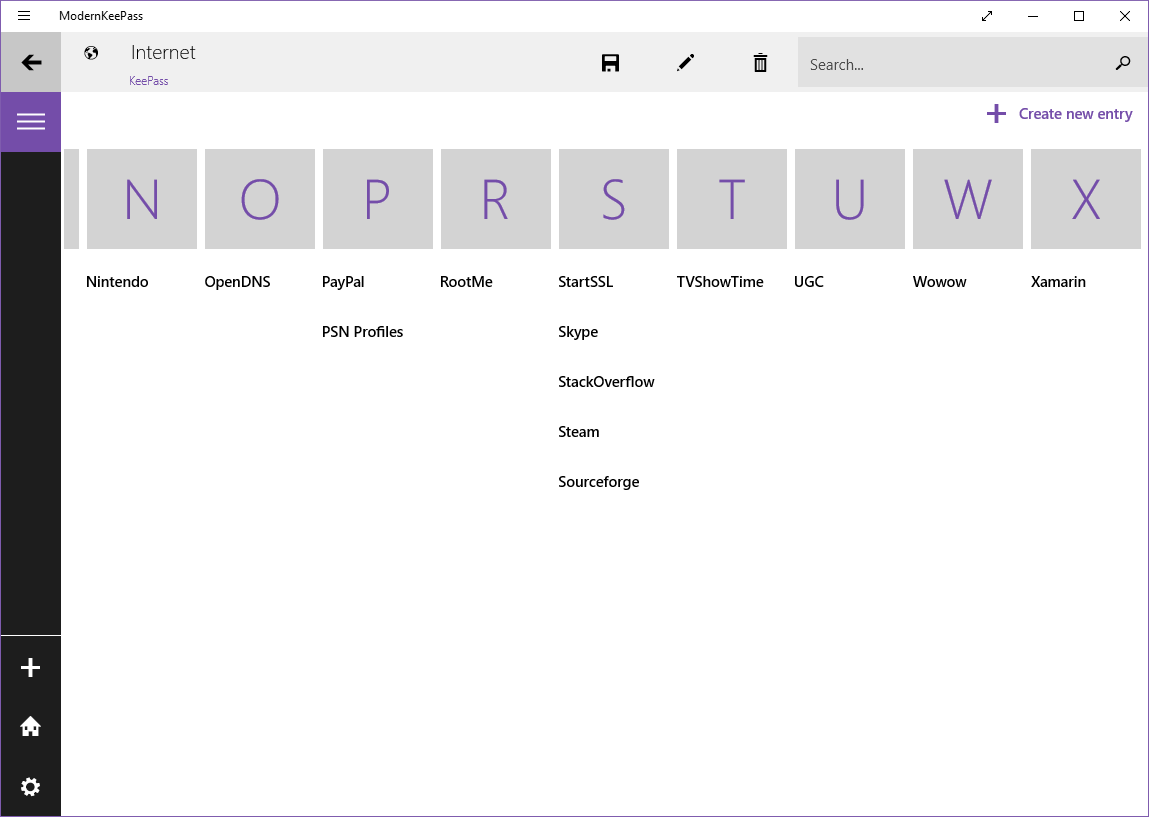 ModernKeePass
Internet
KeePass
Search...
Create new entry
N O P R S T U W X
Nintendo OpenDNS PayPal RootMe StartSSL TVShowTime UGC Wowow Xamarin
PSN Profiles Skype
StackOverflow
Steam
Sourceforge